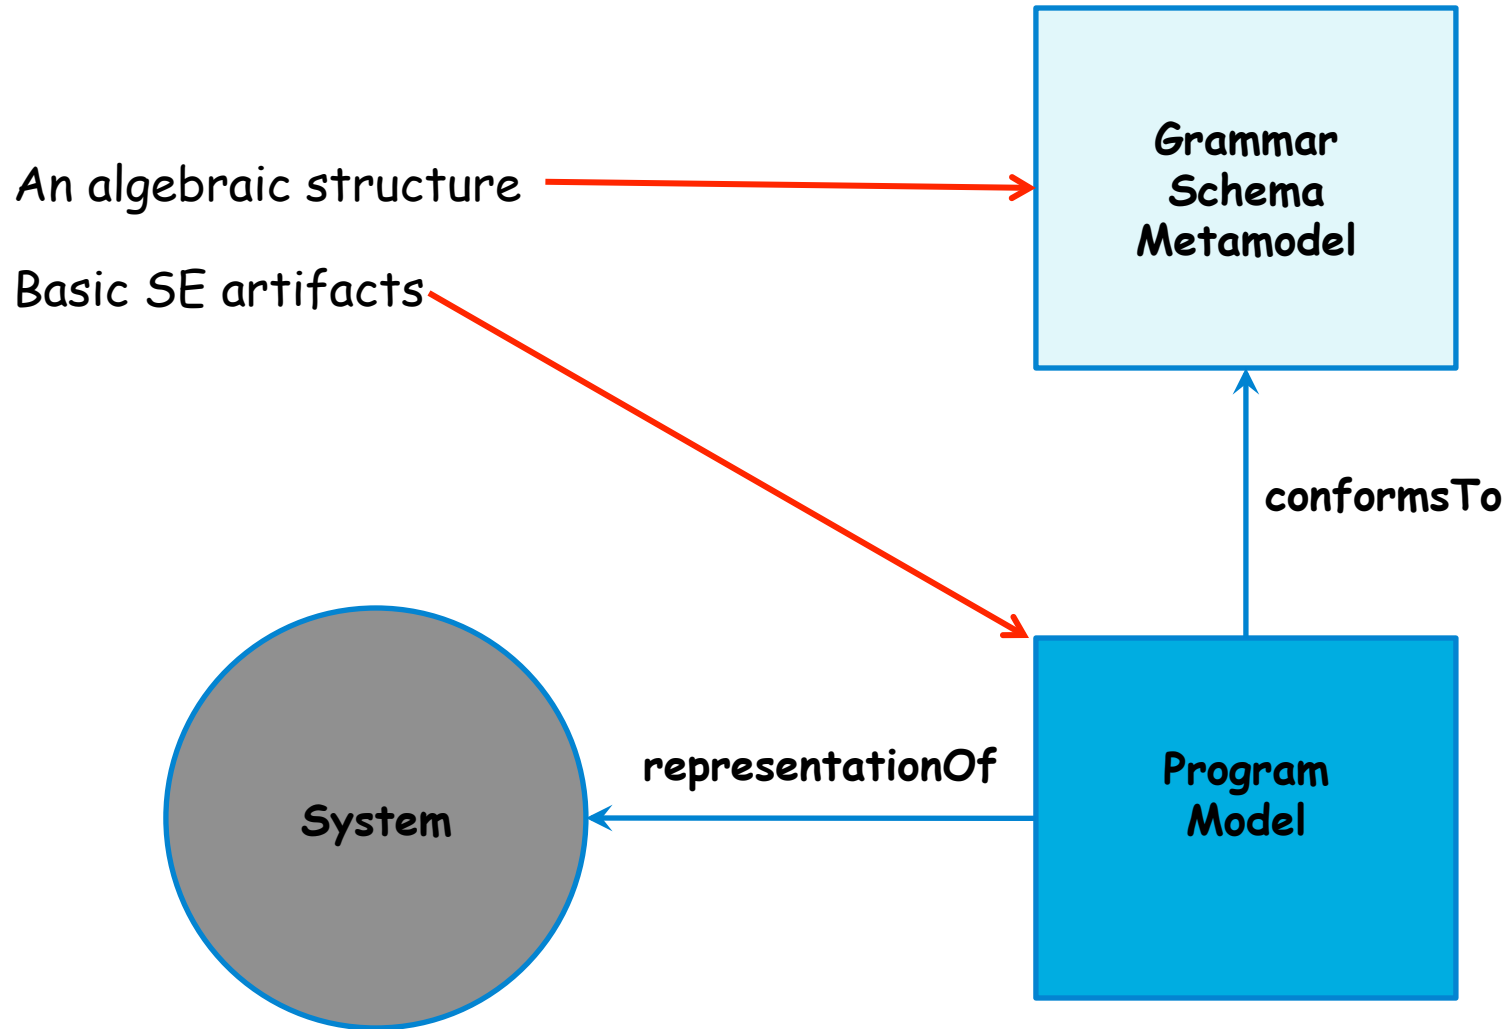 Grammar
Schema
Metamodel
An algebraic structure
Basic SE artifacts
conformsTo
representationOf
System
Program
Model